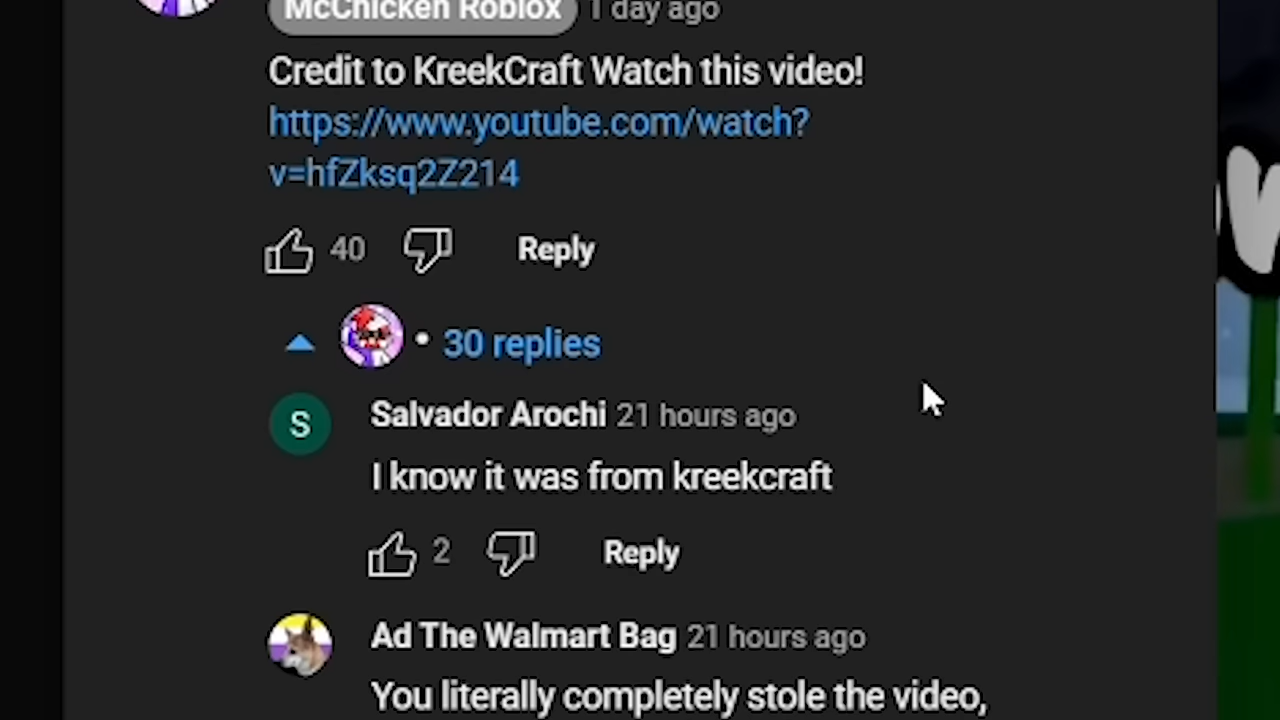 McChicken Roblox 1 day ago
Credit to KreekCraft Watch this video!
https://www.youtube.com/watch?
v=hfZksq2Z214
40 Reply
• 30 replies
S Salvador Arochi 21 hours ago
I know it was from kreekcraft
2 Reply
Ad The Walmart Bag 21 hours ago
You literally completely stole the video,